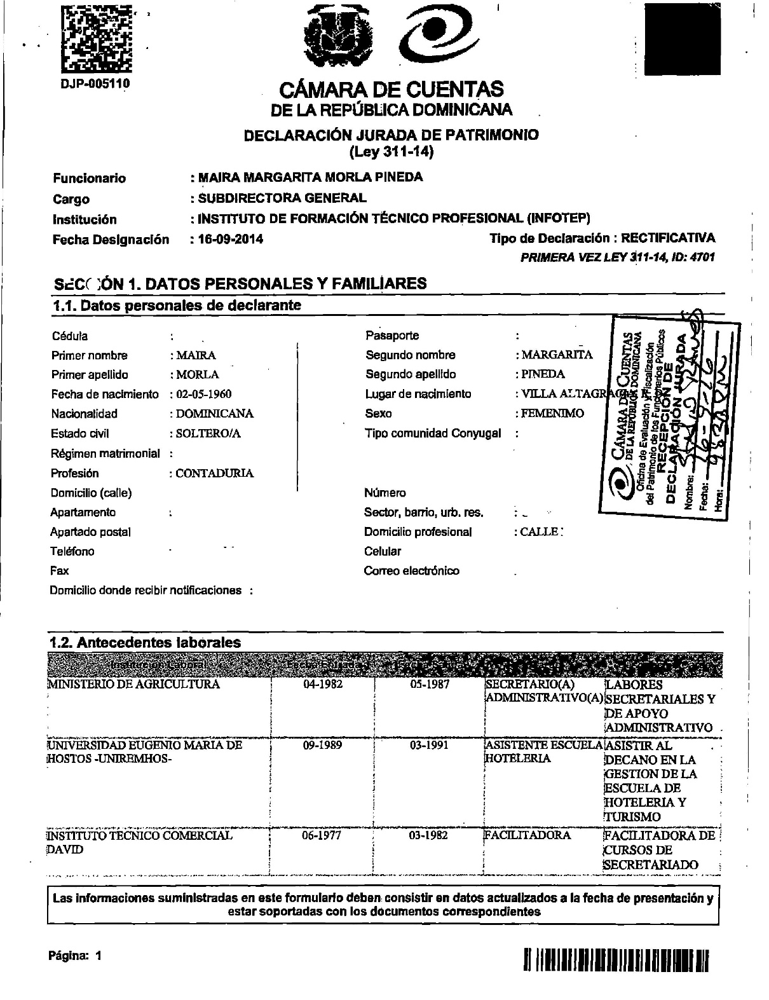 DJP-005110
CÁMARA DE CUENTAS
DE LA REPÚBLICA DOMINICANA
DECLARACIÓN JURADA DE PATRIMONIO
(Ley 311-14)
Funcionario : MAIRA MARGARITA MORLA PINEDA
Cargo : SUBDIRECTORA GENERAL
Institución : INSTITUTO DE FORMACIÓN TÉCNICO PROFESIONAL (INFOTEP)
Fecha Designación : 16-09-2014 Tipo de Declaración : RECTIFICATIVA
PRIMERA VEZ LEY 311-14, ID: 4701
SECCIÓN 1. DATOS PERSONALES Y FAMILIARES
1.1. Datos personales de declarante
Cédula : Pasaporte :
Primer nombre : MAIRA Segundo nombre : MARGARITA
Primer apellido : MORLA Segundo apellido : PINEDA
Fecha de nacimiento : 02-05-1960 Lugar de nacimiento : VILLA ALTAGRACIA
Nacionalidad : DOMINICANA Sexo : FEMENIMO
Estado civil : SOLTERO/A Tipo comunidad Conyugal :
Régimen matrimonial :
Profesión : CONTADURIA
Domicilio (calle) Número
Apartamento : Sector, barrio, urb. res. :
Apartado postal Domicilio profesional : CALLE
Teléfono Celular
Fax Correo electrónico
Domicilio donde recibir notificaciones :
CÁMARA DE CUENTAS
DE LA REPÚBLICA DOMINICANA
Oficina de Evaluación y Fiscalización
del Patrimonio de los Funcionarios Públicos
RECEPCIÓN DE
DECLARACIÓN JURADA
Nombre:
Fecha:
Hora:
1.2. Antecedentes laborales
Institución Laboral
MINISTERIO DE AGRICULTURA 04-1982 05-1987 SECRETARIO(A) LABORES
ADMINISTRATIVO(A) SECRETARIALES Y
DE APOYO
ADMINISTRATIVO
UNIVERSIDAD EUGENIO MARIA DE 09-1989 03-1991 ASISTENTE ESCUELA ASISTIR AL
HOSTOS -UNIREMHOS- HOTELERIA DECANO EN LA
GESTION DE LA
ESCUELA DE
HOTELERIA Y
TURISMO
INSTITUTO TECNICO COMERCIAL 06-1977 03-1982 FACILITADORA FACILITADORA DE
DAVID CURSOS DE
SECRETARIADO
Las informaciones suministradas en este formulario deben consistir en datos actualizados a la fecha de presentación y
estar soportadas con los documentos correspondientes
Página: 1